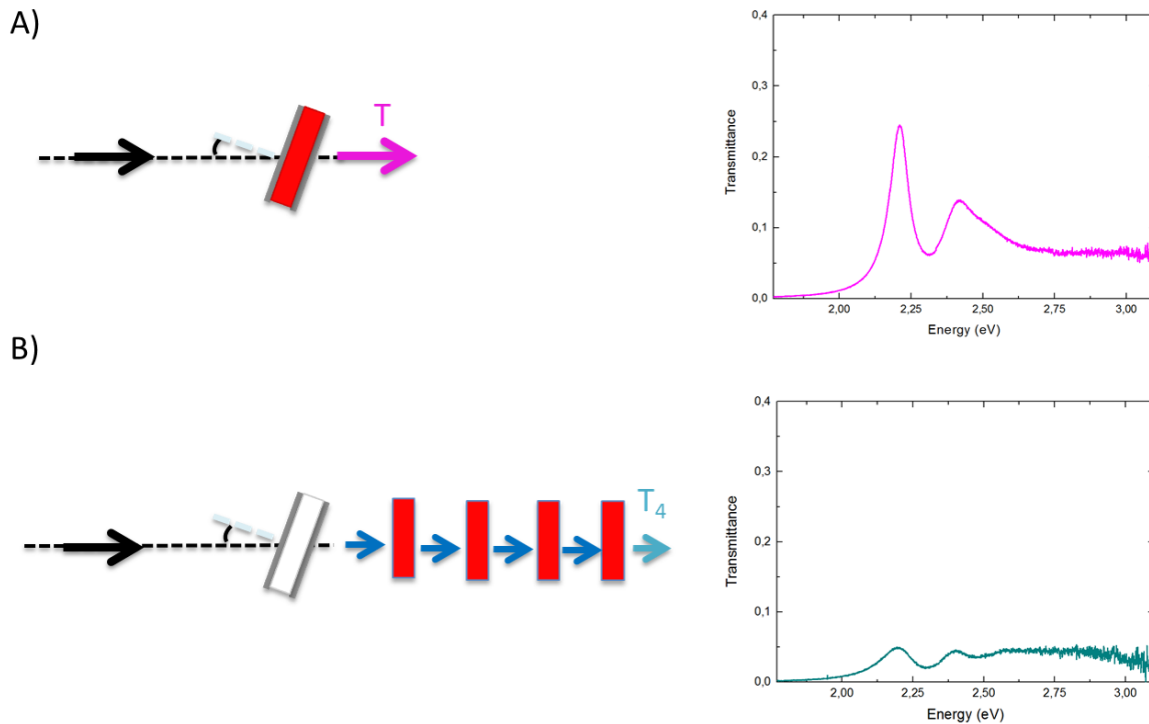 A)
T
0,4
0,3
0,2
0,1
0,0
Transmittance
2,00 2,25 2,50 2,75 3,00
Energy (eV)
B)
T4
0,4
0,3
0,2
0,1
0,0
Transmittance
2,00 2,25 2,50 2,75 3,00
Energy (eV)